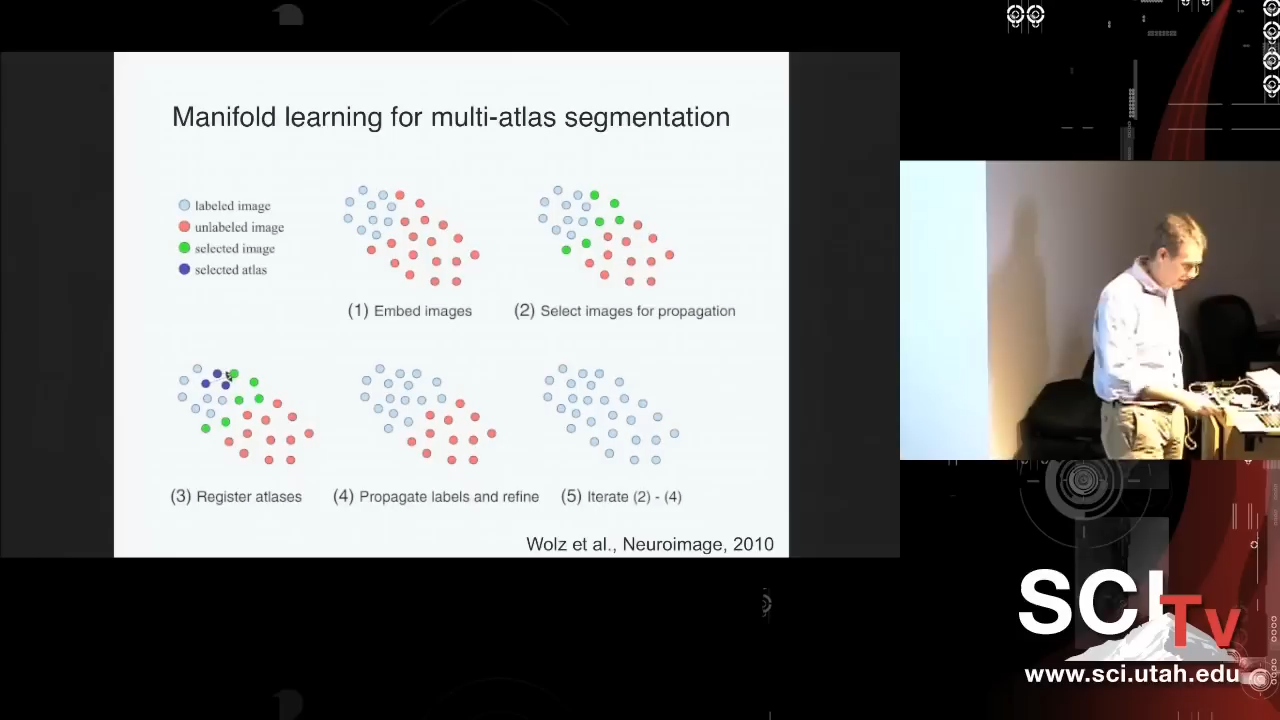 Manifold learning for multi-atlas segmentation
labeled image
unlabeled image
selected image
selected atlas
(1) Embed images
(2) Select images for propagation
(3) Register atlases
(4) Propagate labels and refine
(5) Iterate (2) - (4)
Wolz et al., Neuroimage, 2010
SCI
TV
www.sci.utah.edu